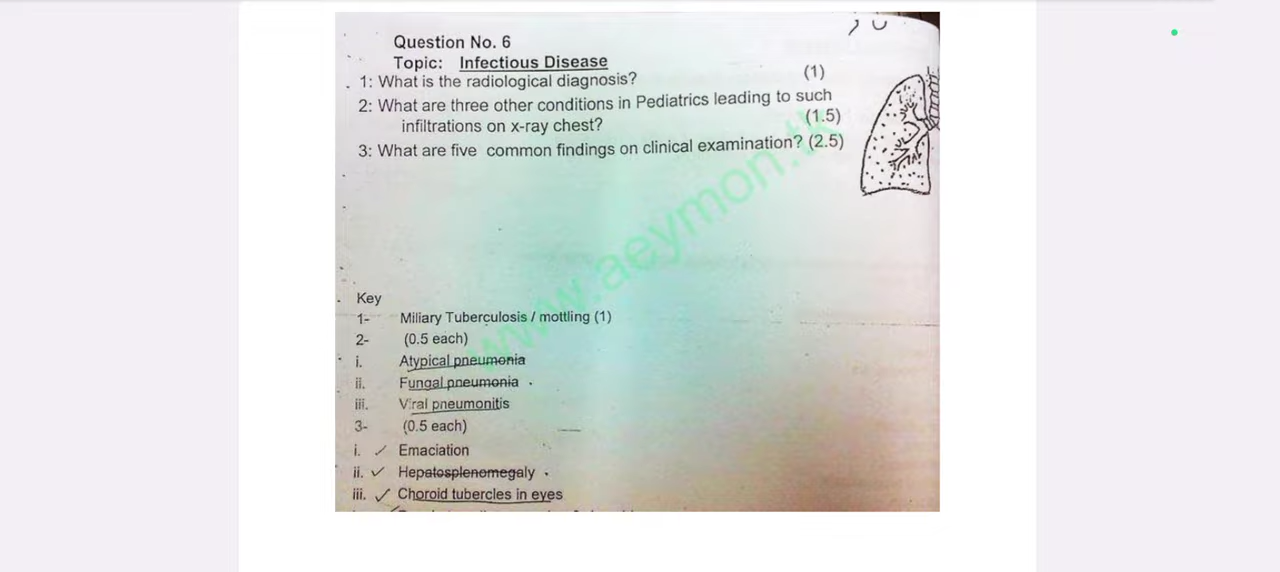 Question No. 6
Topic: Infectious Disease
1: What is the radiological diagnosis? (1)
2: What are three other conditions in Pediatrics leading to such
infiltrations on x-ray chest? (1.5)
3: What are five common findings on clinical examination? (2.5)
www.aeymon.tk
Key
1- Miliary Tuberculosis / mottling (1)
2- (0.5 each)
i. Atypical pneumonia
ii. Fungal pneumonia
iii. Viral pneumonitis
3- (0.5 each)
i. ✓ Emaciation
ii. ✓ Hepatosplenomegaly
iii. ✓ Choroid tubercles in eyes